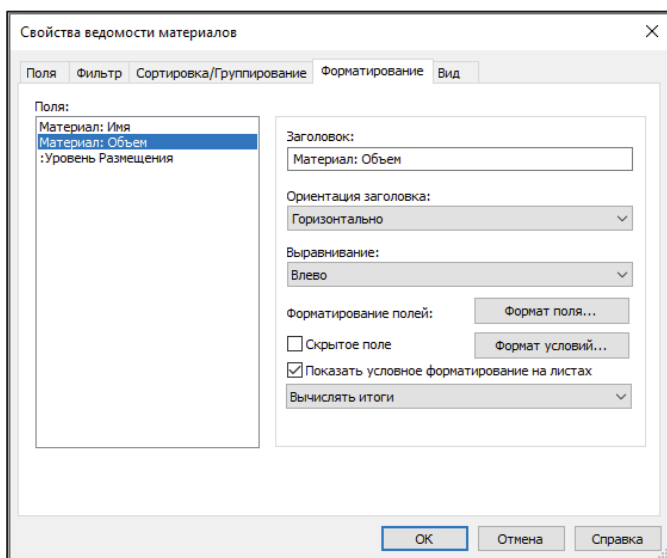 Свойства ведомости материалов
Поля Фильтр Сортировка/Группирование Форматирование Вид
Поля:
Материал: Имя
Материал: Объем
:Уровень Размещения
Заголовок:
Материал: Объем
Ориентация заголовка:
Горизонтально
Выравнивание:
Влево
Форматирование полей: Формат поля...
Скрытое поле Формат условий...
Показать условное форматирование на листах
Вычислять итоги
ОК Отмена Справка